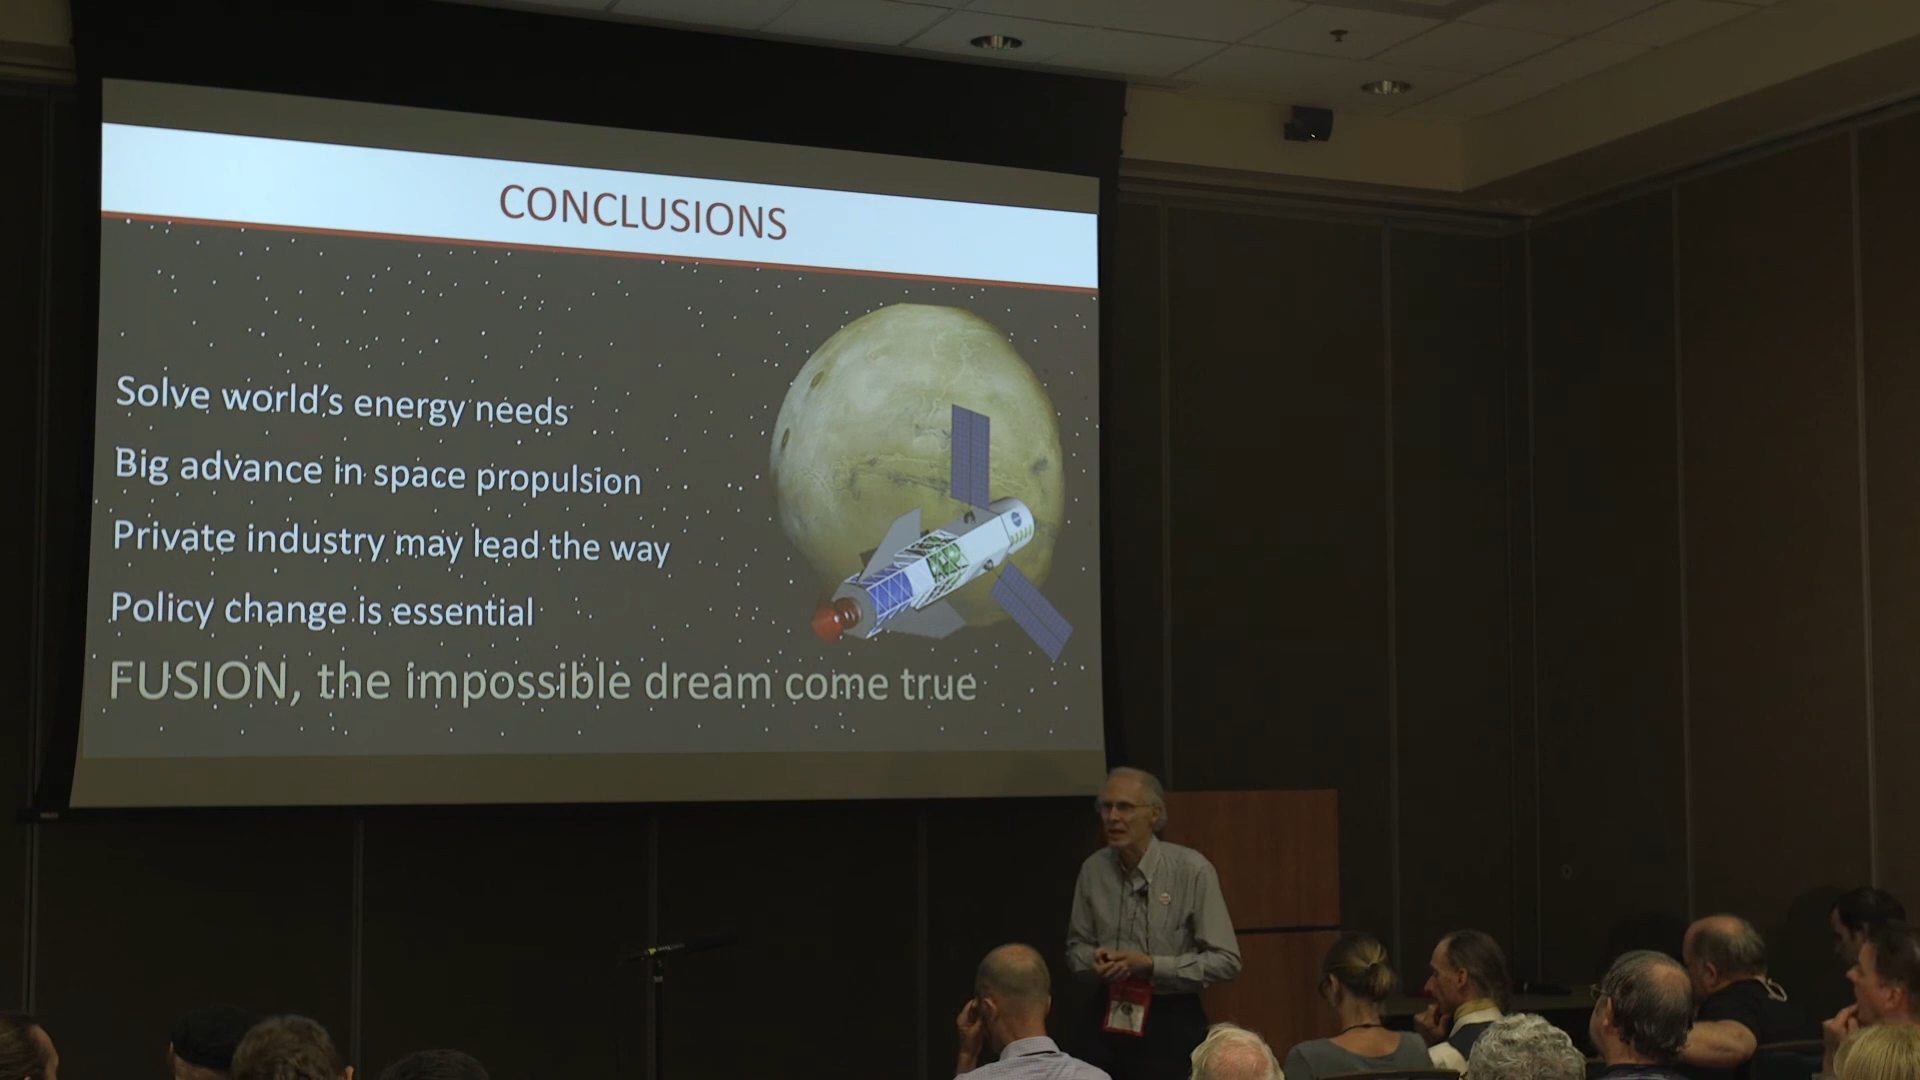 CONCLUSIONS
Solve world's energy needs
Big advance in space propulsion
Private industry may lead the way
Policy change is essential
FUSION, the impossible dream come true